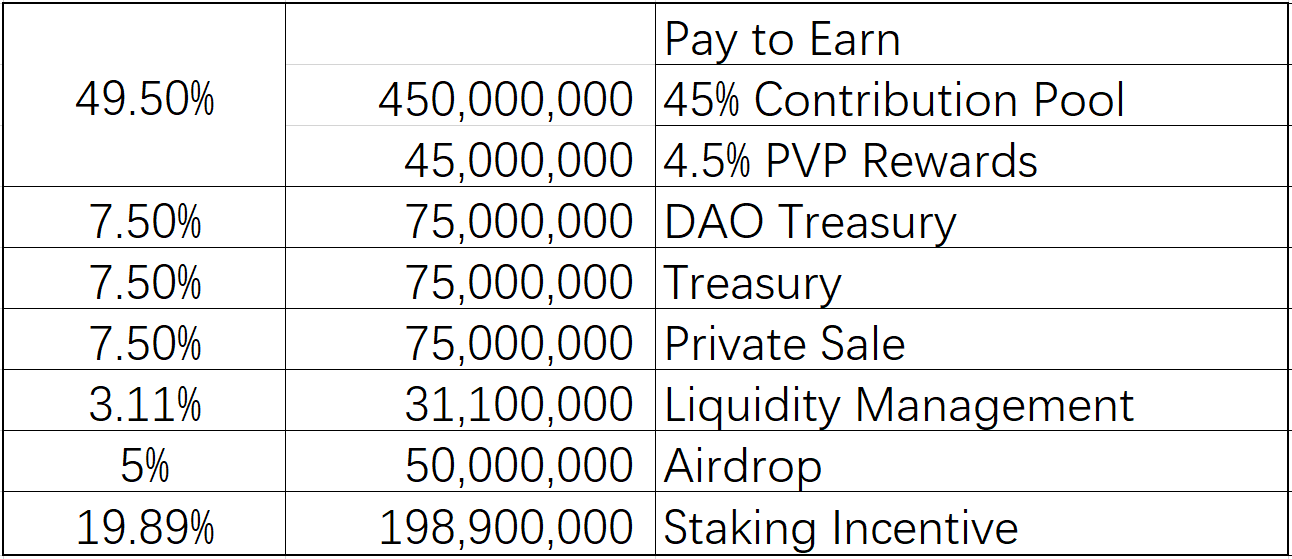 Pay to Earn
49.50% 450,000,000 45% Contribution Pool
45,000,000 4.5% PVP Rewards
7.50% 75,000,000 DAO Treasury
7.50% 75,000,000 Treasury
7.50% 75,000,000 Private Sale
3.11% 31,100,000 Liquidity Management
5% 50,000,000 Airdrop
19.89% 198,900,000 Staking Incentive